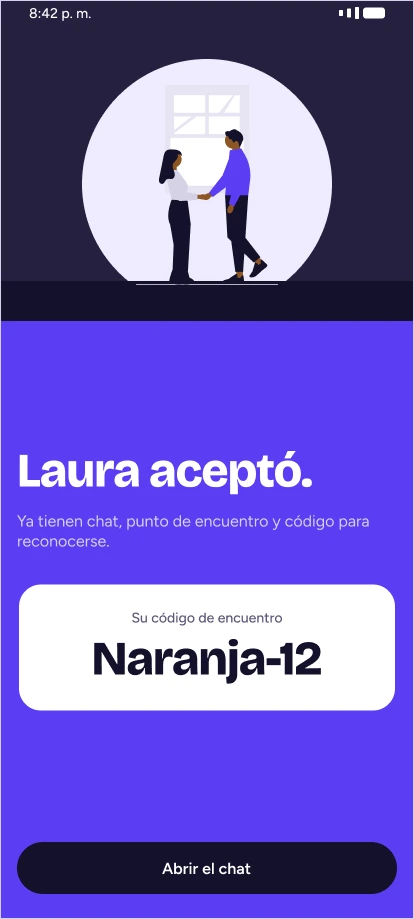 8:42 p. m.
Laura aceptó.
Ya tienen chat, punto de encuentro y código para
reconocerse.
Su código de encuentro
Naranja-12
Abrir el chat